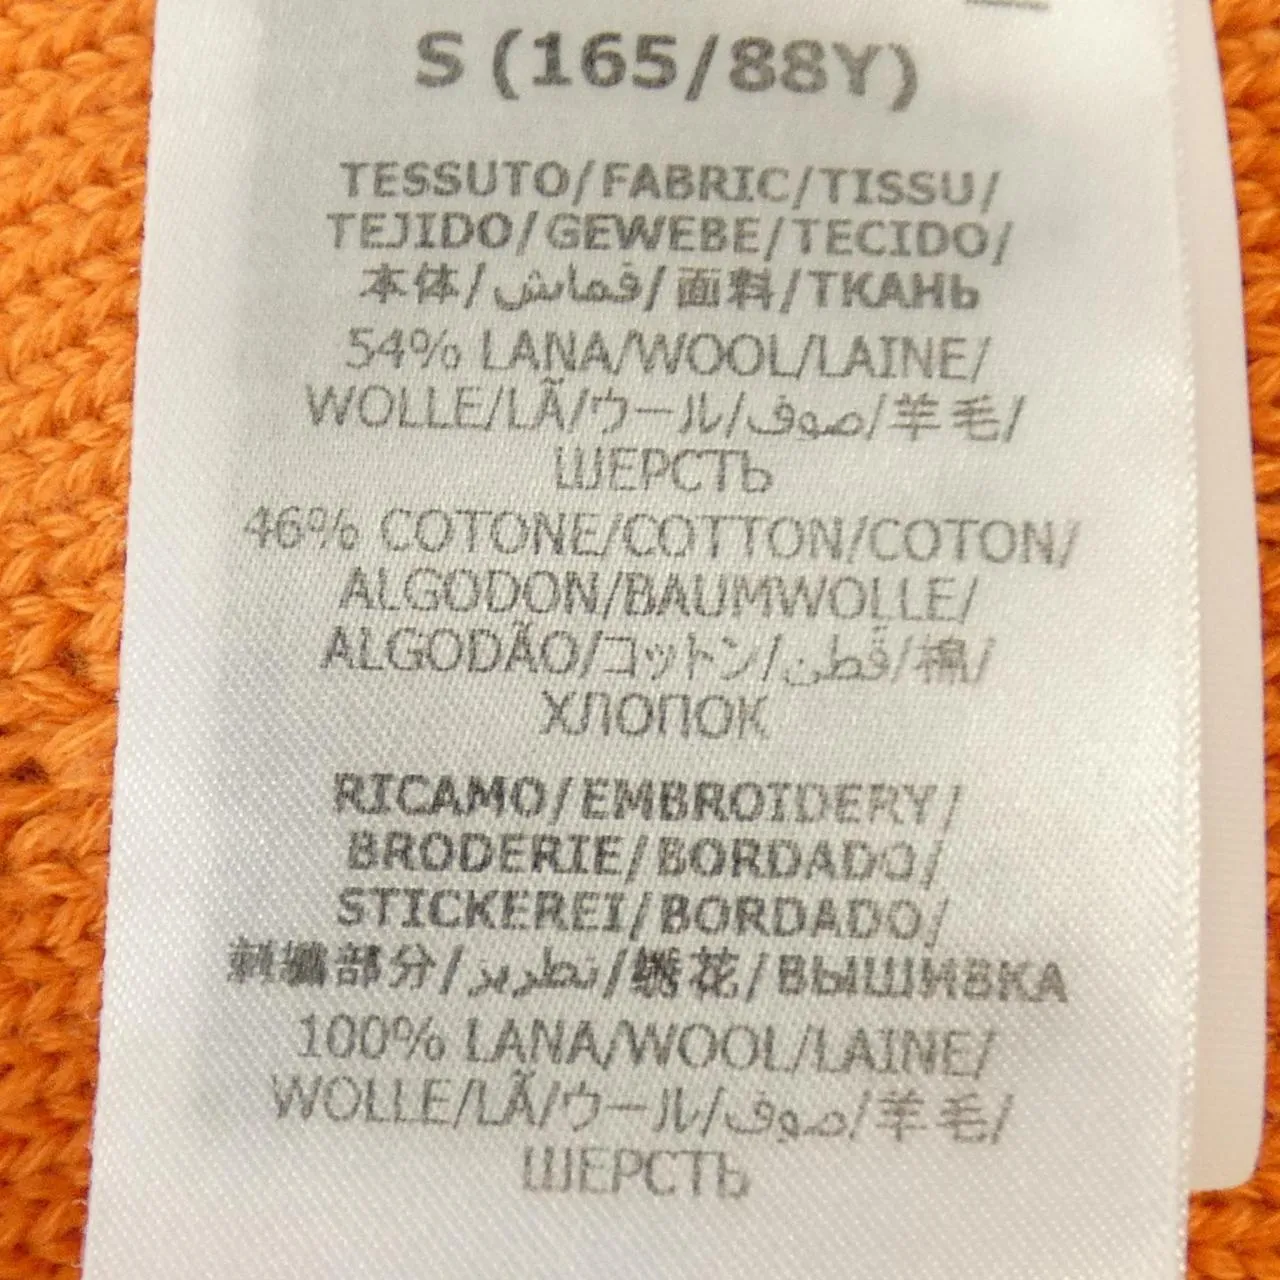 S (165/88Y)
TESSUTO/FABRIC/TISSU/
TEJIDO/GEWEBE/TECIDO/
本体/قماش/面料/ТКАНЬ
54% LANA/WOOL/LAINE/
WOLLE/LÃ/ウール/صوف/羊毛/
ШЕРСТЬ
46% COTONE/COTTON/COTON/
ALGODON/BAUMWOLLE/
ALGODÃO/コットン/قطن/棉/
ХЛОПОК
RICAMO/EMBROIDERY/
BRODERIE/BORDADO/
STICKEREI/BORDADO/
刺繍部分/تطريز/绣花/ВЫШИВКА
100% LANA/WOOL/LAINE/
WOLLE/LÃ/ウール/صوف/羊毛/
ШЕРСТЬ